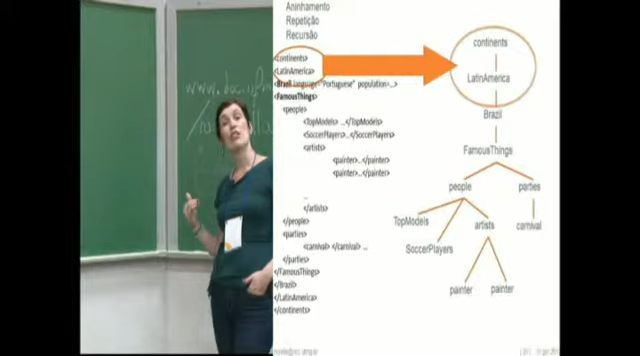 Aninhamento
Repetição
Recursão
<continents>
<LatinAmerica>
<Brazil language="Portuguese" population=...>
<FamousThings>
<people>
<TopModels> ...</TopModels>
<SoccerPlayers>...</SoccerPlayers>
<artists>
<painter>...</painter>
<painter>...</painter>
...
</artists>
</people>
<parties>
<carnival> </carnival> ...
</parties>
</FamousThings>
</Brazil>
</LatinAmerica>
</continents>
continents
LatinAmerica
Brazil
FamousThings
people parties
TopModels artists carnival
SoccerPlayers
painter painter